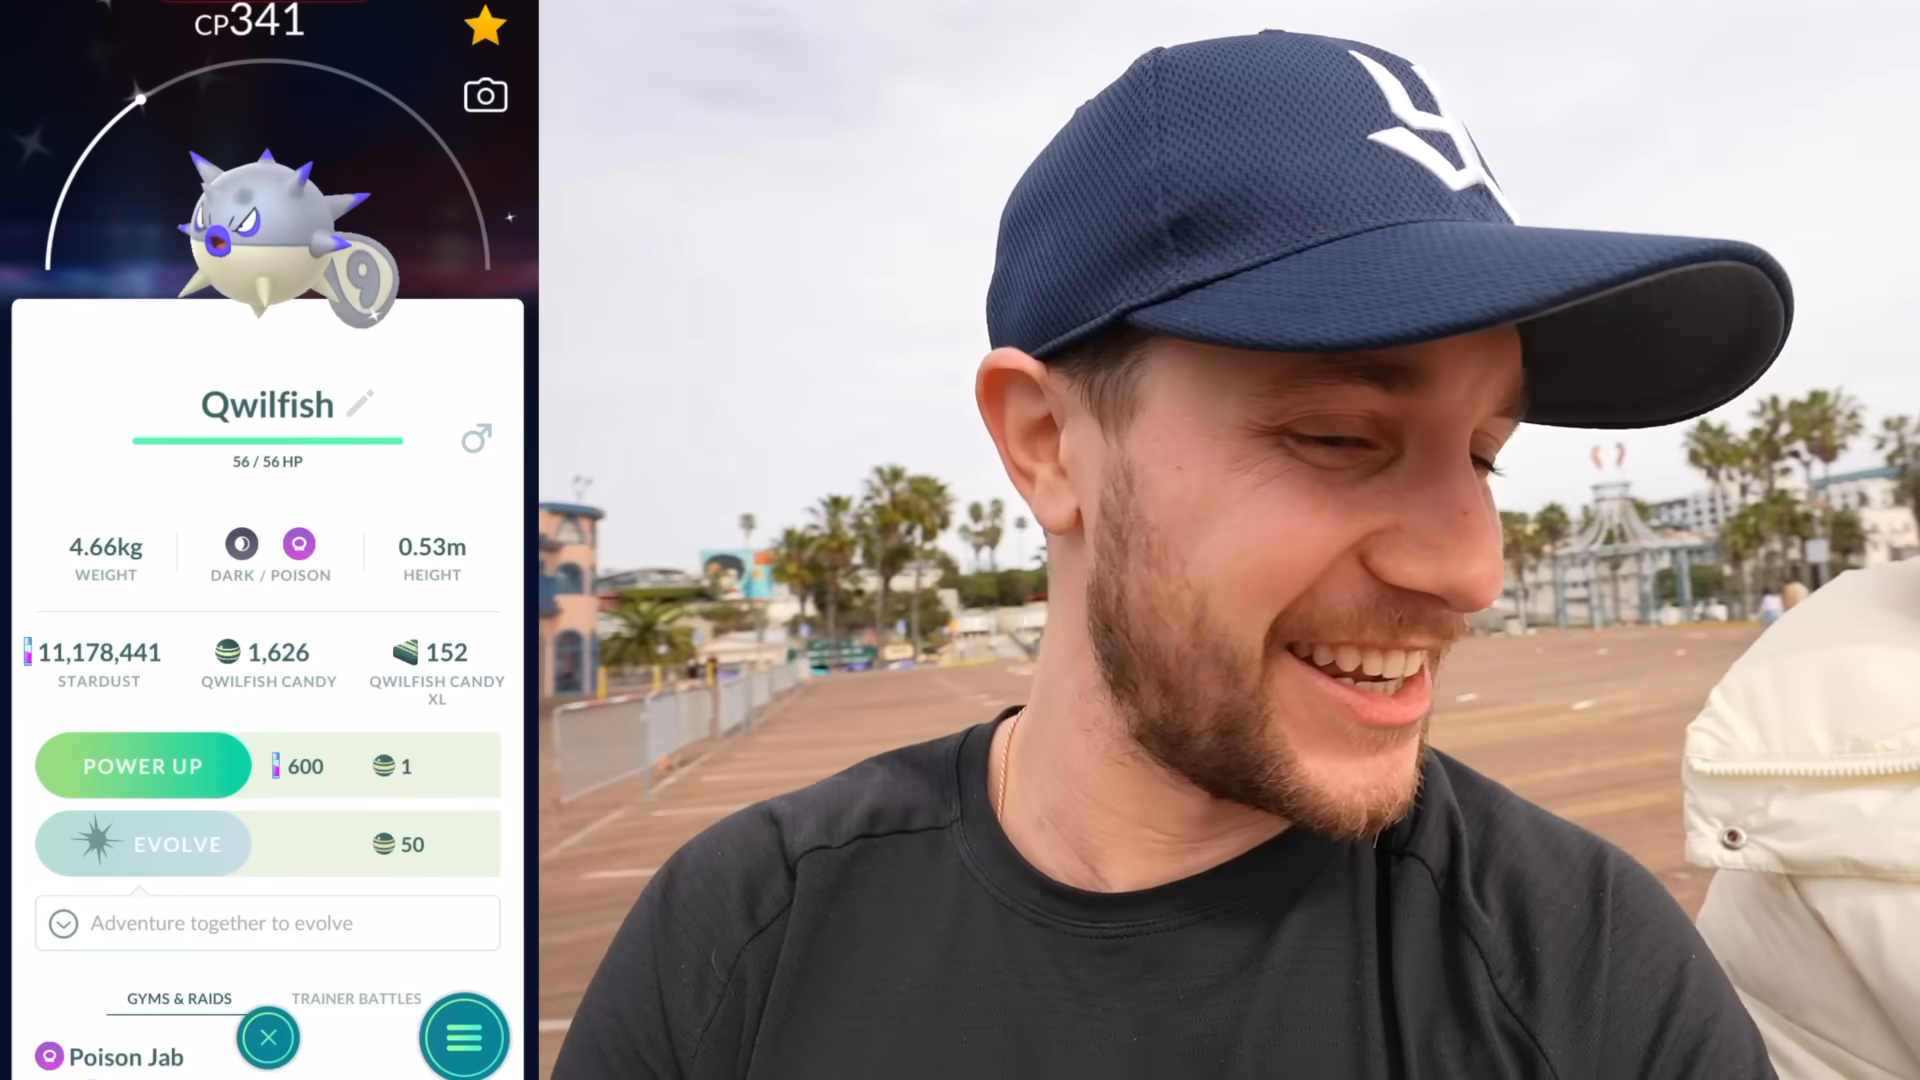 CP341
Qwilfish
56 / 56 HP
4.66kg
WEIGHT
DARK / POISON
0.53m
HEIGHT
11,178,441
STARDUST
1,626
QWILFISH CANDY
152
QWILFISH CANDY
XL
POWER UP
600
1
EVOLVE
50
Adventure together to evolve
GYMS & RAIDS
TRAINER BATTLES
Poison Jab